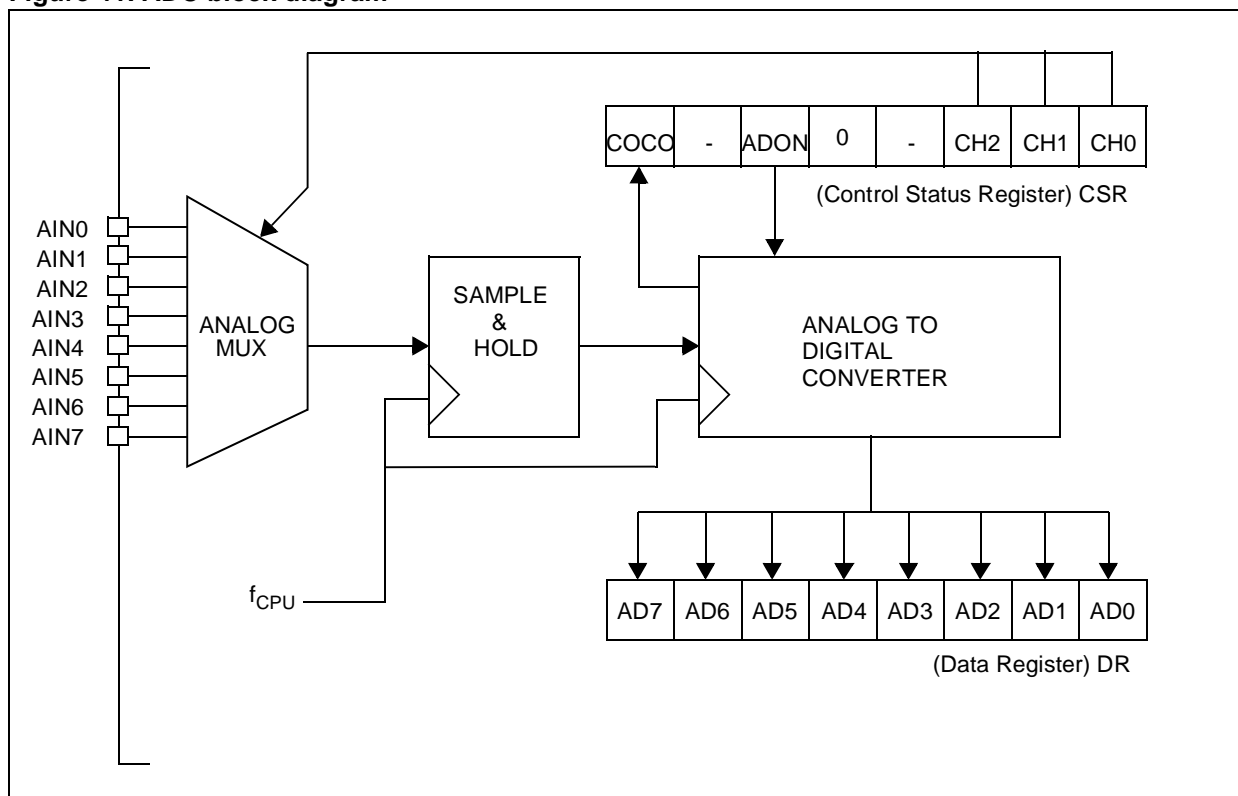 COCO - ADON 0 - CH2 CH1 CH0
(Control Status Register) CSR
AIN0
AIN1
AIN2
AIN3
AIN4
AIN5
AIN6
AIN7
ANALOG
MUX
SAMPLE
&
HOLD
ANALOG TO
DIGITAL
CONVERTER
fCPU
AD7 AD6 AD5 AD4 AD3 AD2 AD1 AD0
(Data Register) DR